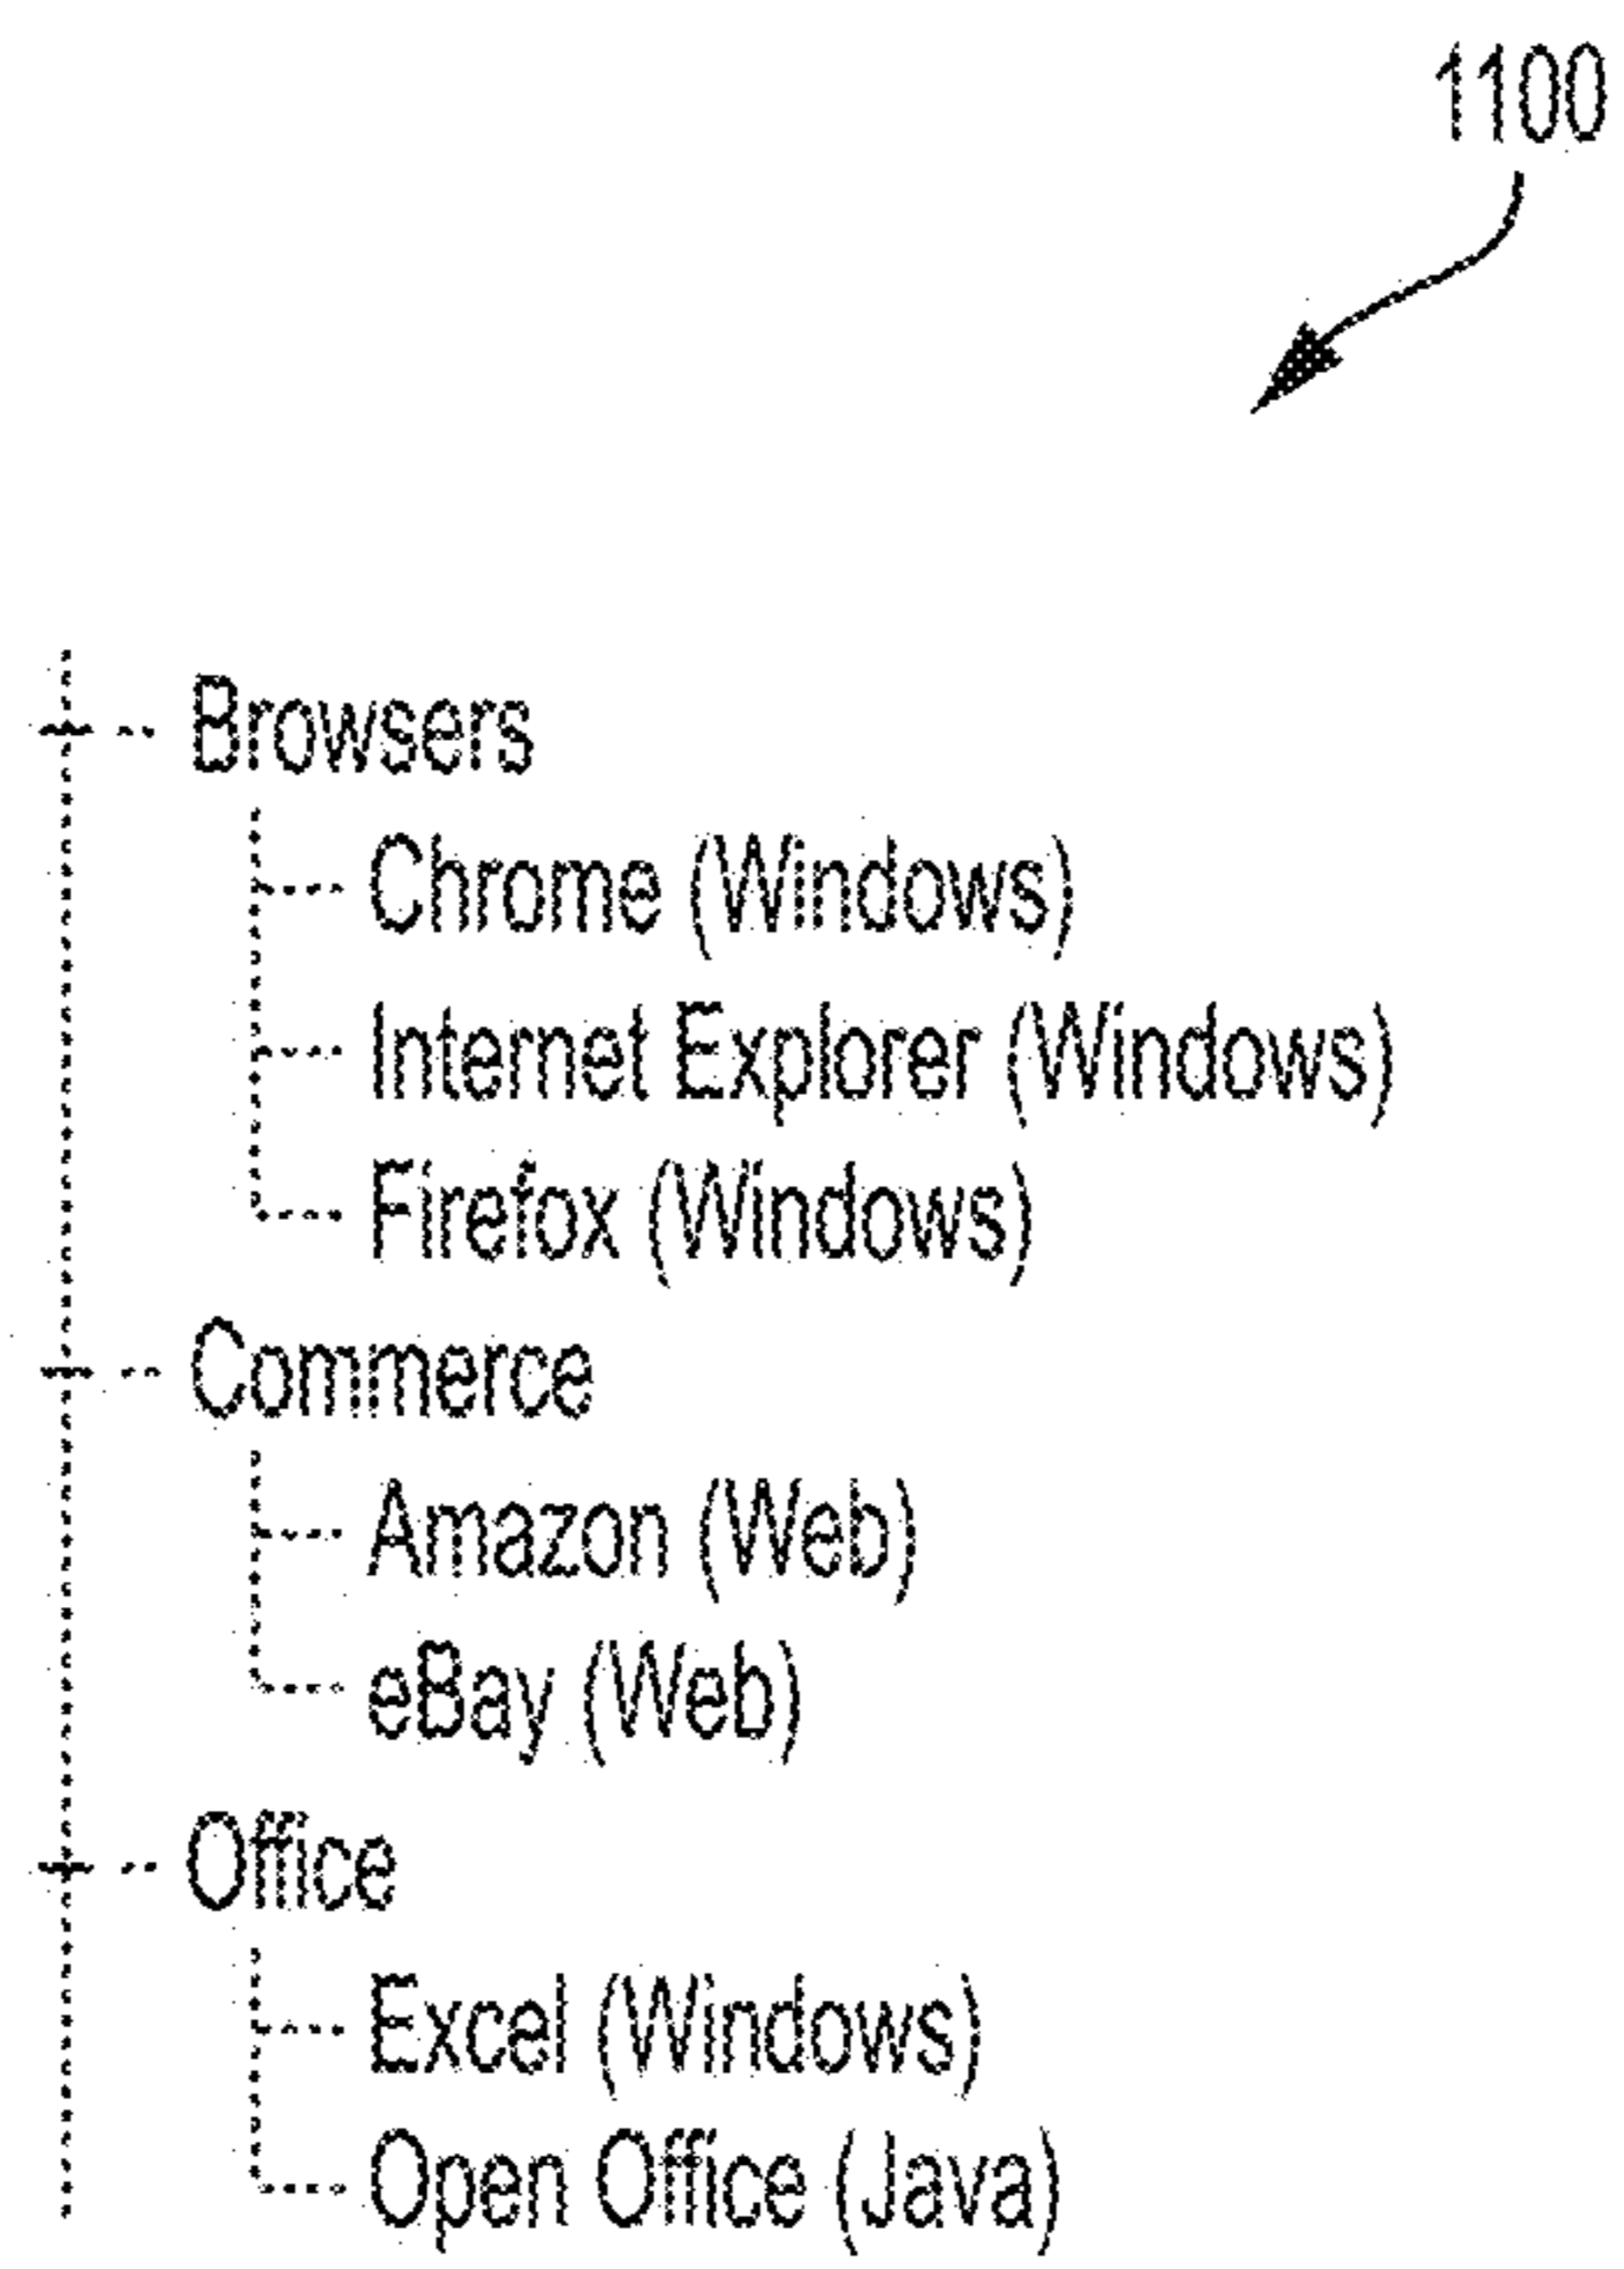 1100
Browsers
Chrome (Windows)
Internet Explorer (Windows)
Firefox (Windows)
Commerce
Amazon (Web)
eBay (Web)
Office
Excel (Windows)
Open Office (Java)